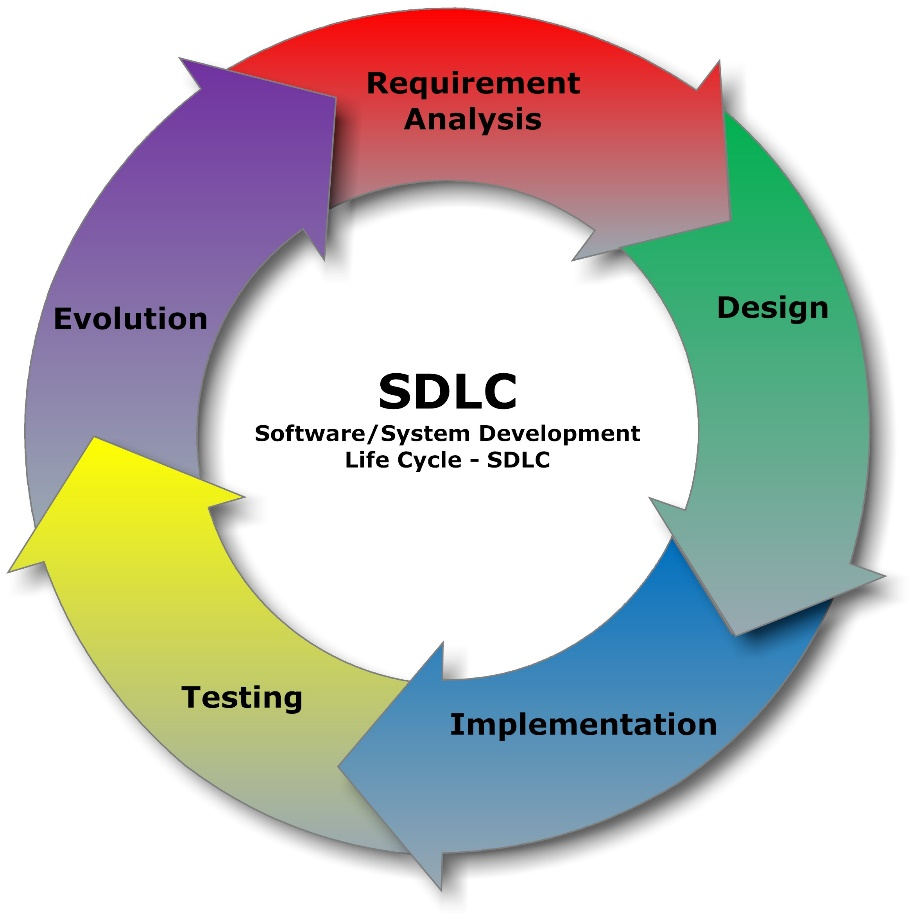 Requirement
Analysis
Design
Evolution
SDLC
Software/System Development
Life Cycle - SDLC
Testing
Implementation